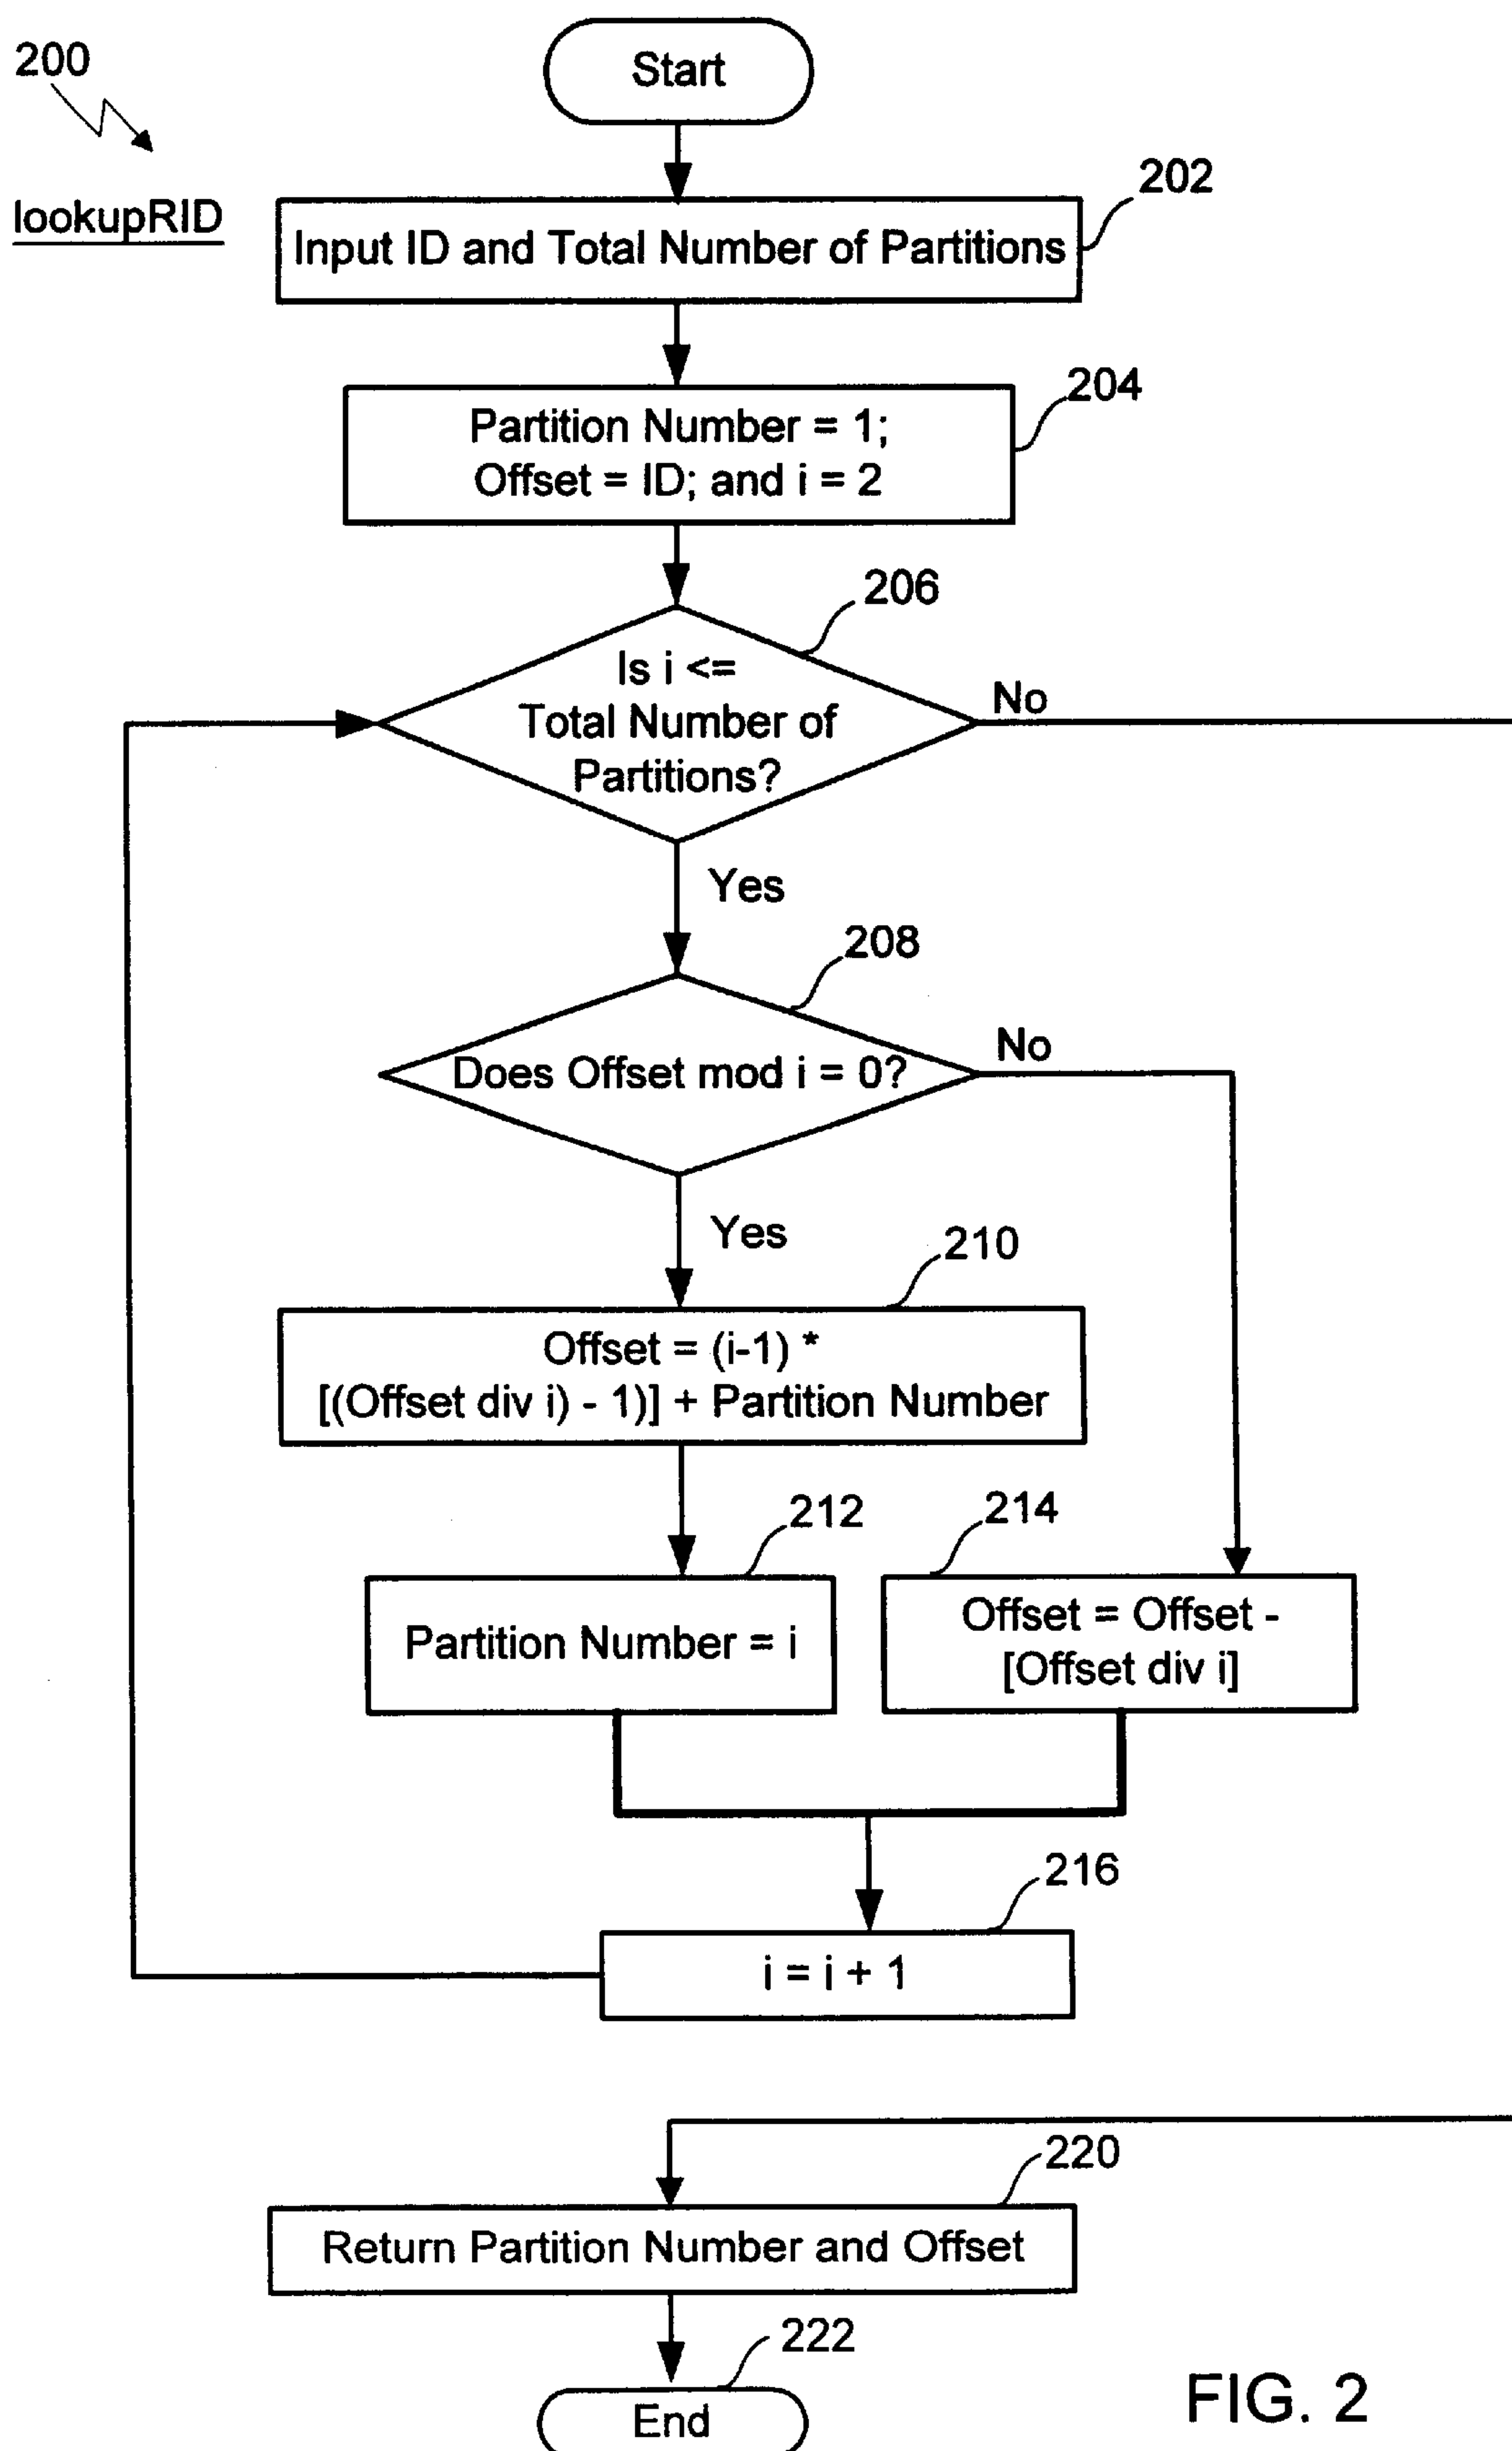 200
Start
lookupRID
202
Input ID and Total Number of Partitions
204
Partition Number = 1;
Offset = ID; and i = 2
206
Is i <=
Total Number of
Partitions?
No
Yes
208
Does Offset mod i = 0?
No
Yes
210
Offset = (i-1) *
[(Offset div i) - 1)] + Partition Number
212
214
Partition Number = i
Offset = Offset -
[Offset div i]
216
i = i + 1
220
Return Partition Number and Offset
222
End
FIG. 2